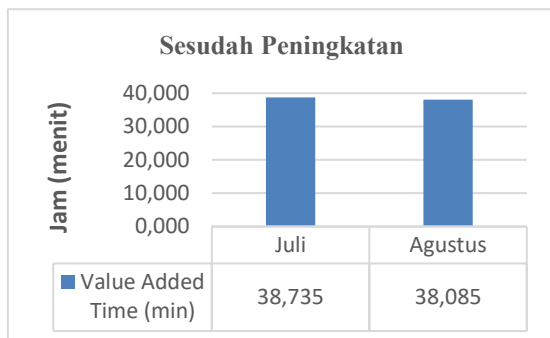 Sesudah Peningkatan
Jam (menit)
40,000
30,000
20,000
10,000
0,000
Juli Agustus
Value Added
Time (min)
38,735 38,085